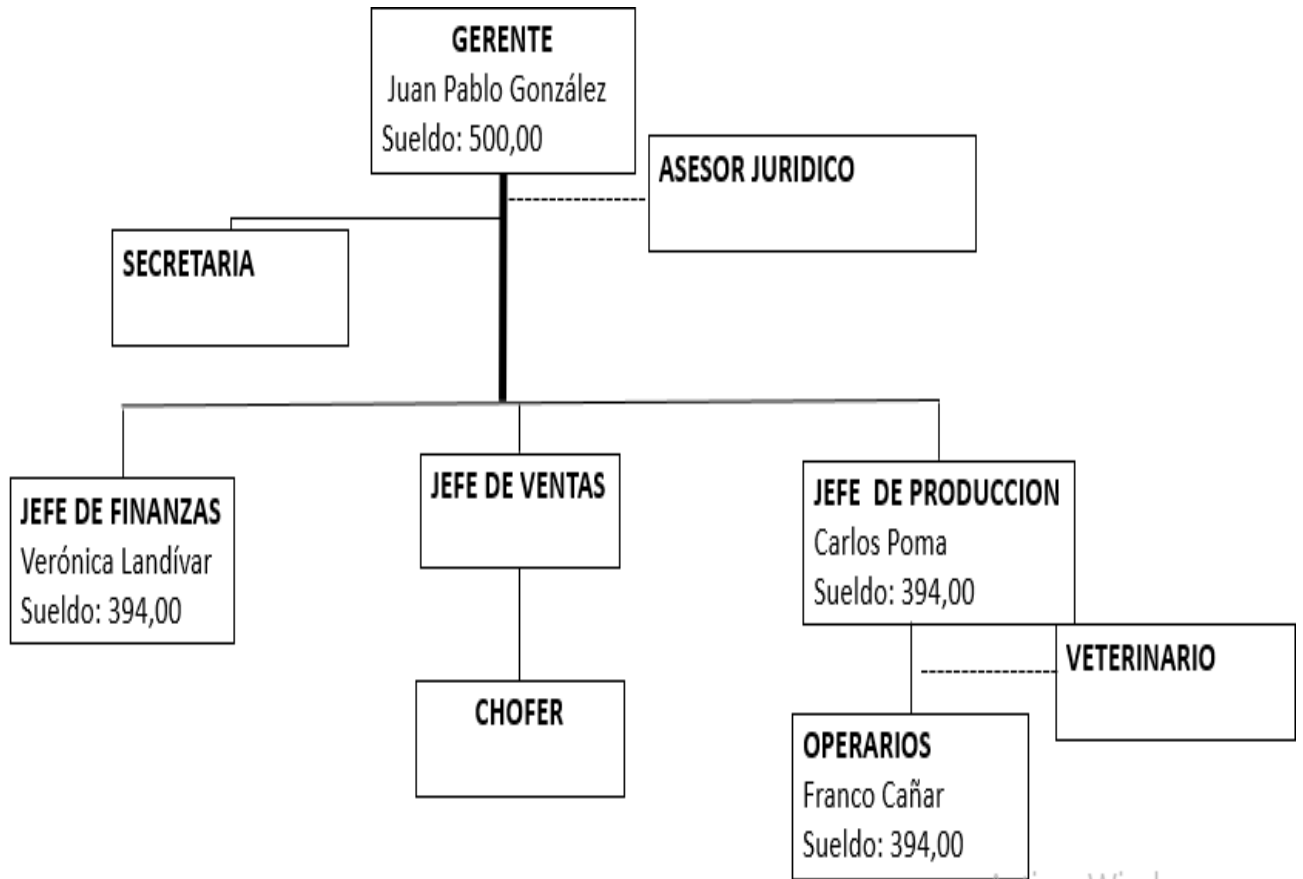 GERENTE
Juan Pablo González
Sueldo: 500,00
ASESOR JURIDICO
SECRETARIA
JEFE DE FINANZAS
Verónica Landívar
Sueldo: 394,00
JEFE DE VENTAS
JEFE DE PRODUCCION
Carlos Poma
Sueldo: 394,00
CHOFER
VETERINARIO
OPERARIOS
Franco Cañar
Sueldo: 394,00